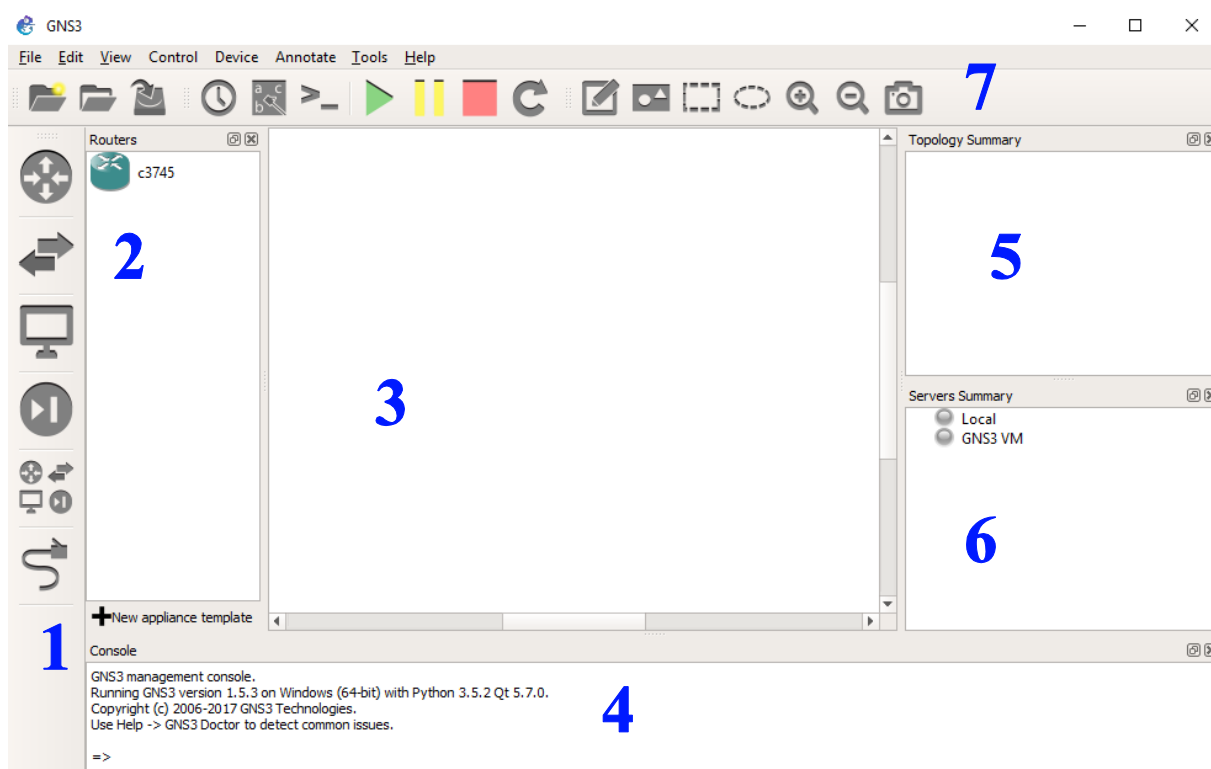 GNS3
File Edit View Control Device Annotate Tools Help
7
a c
b
>_
Routers
c3745
2
3
New appliance template
1
Topology Summary
5
Servers Summary
Local
GNS3 VM
6
Console
GNS3 management console.
Running GNS3 version 1.5.3 on Windows (64-bit) with Python 3.5.2 Qt 5.7.0.
Copyright (c) 2006-2017 GNS3 Technologies.
Use Help -> GNS3 Doctor to detect common issues.
=>
4